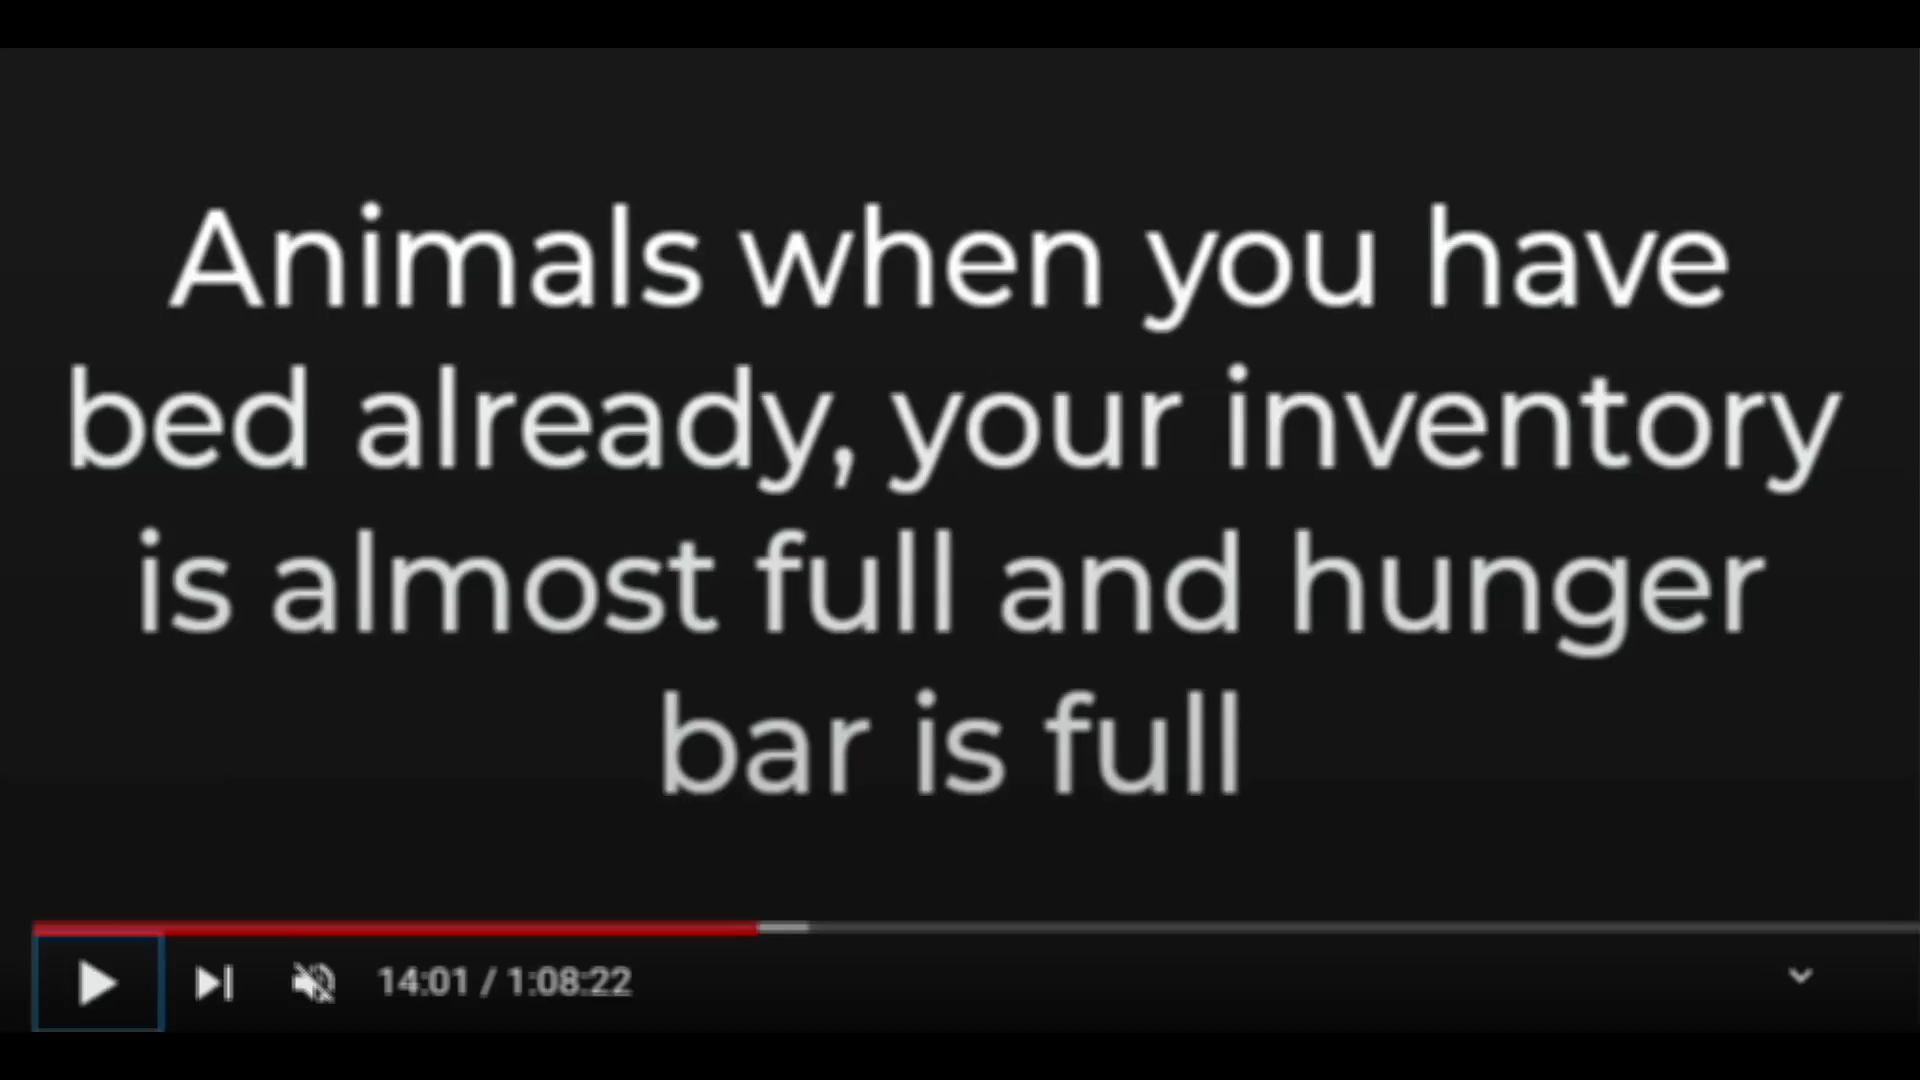 Animals when you have
bed already, your inventory
is almost full and hunger
bar is full
14:01 / 1:08:22